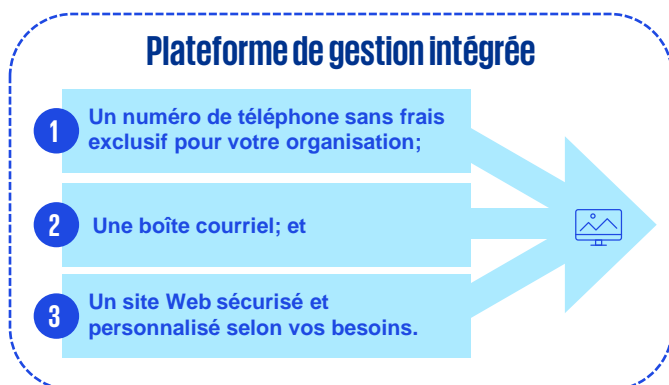 Plateforme de gestion intégrée
1
Un numéro de téléphone sans frais
exclusif pour votre organisation;
2
Une boîte courriel; et
3
Un site Web sécurisé et
personnalisé selon vos besoins.